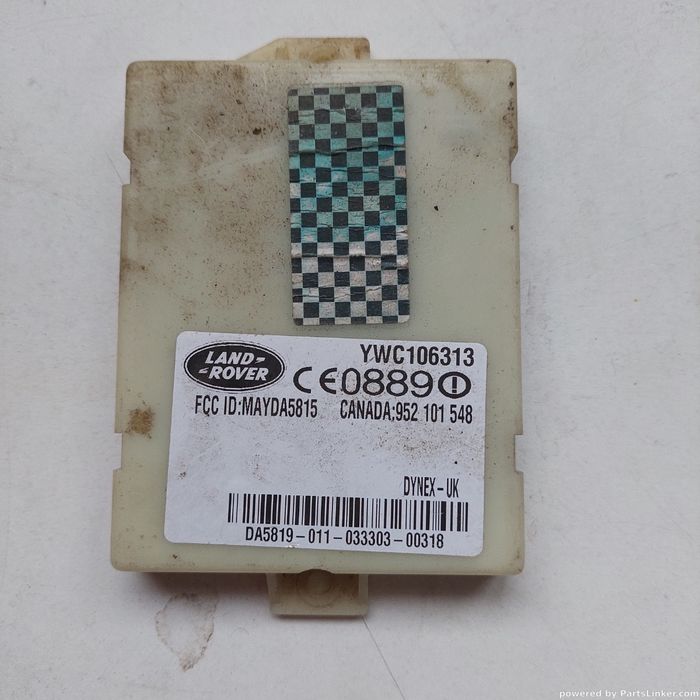 YWC106313
LAND-
-ROVER
CE0889
FCC ID:MAYDA5815 CANADA:952 101 548
DYNEX-UK
DA5819-011-033303-00318
powered by PartsLinker.com